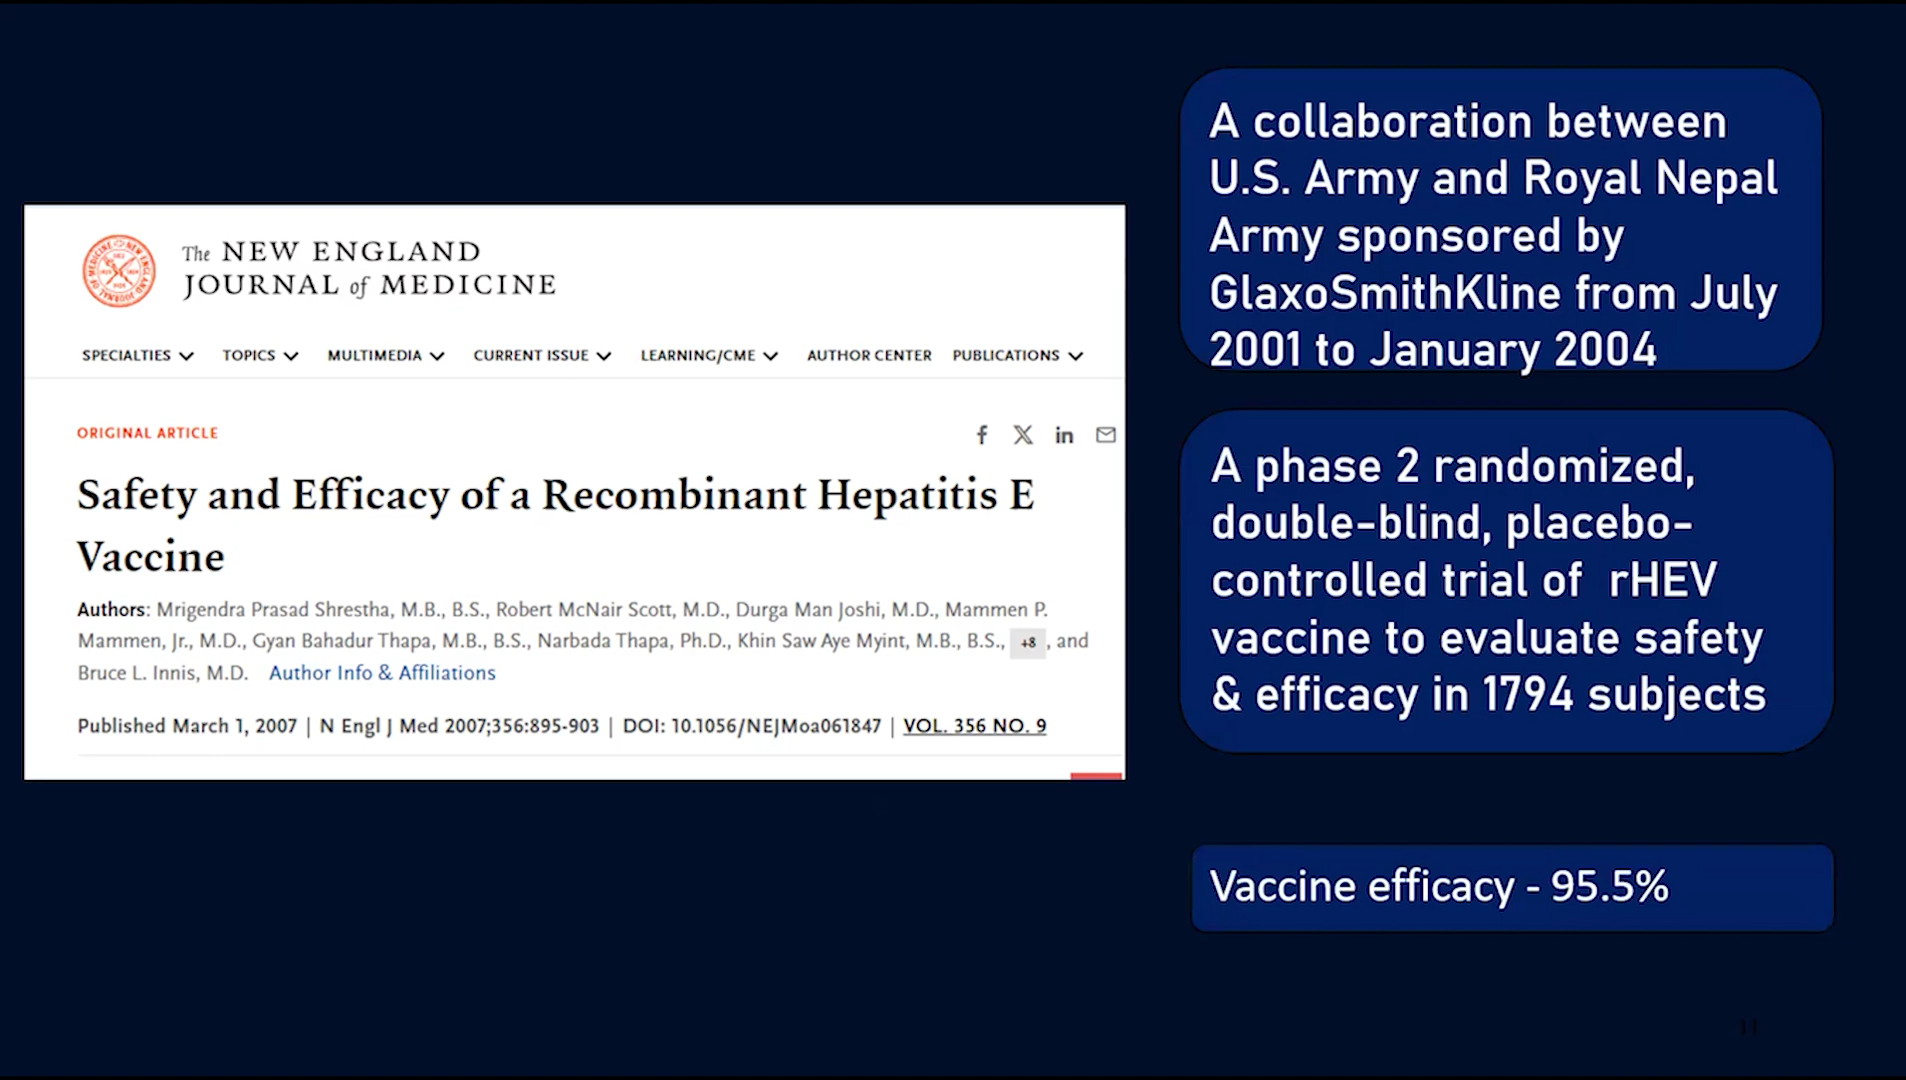 The NEW ENGLAND
JOURNAL of MEDICINE
SPECIALTIES TOPICS MULTIMEDIA CURRENT ISSUE LEARNING/CME AUTHOR CENTER PUBLICATIONS
ORIGINAL ARTICLE
Safety and Efficacy of a Recombinant Hepatitis E
Vaccine
Authors: Mrigendra Prasad Shrestha, M.B., B.S., Robert McNair Scott, M.D., Durga Man Joshi, M.D., Mammen P.
Mammen, Jr., M.D., Gyan Bahadur Thapa, M.B., B.S., Narbada Thapa, Ph.D., Khin Saw Aye Myint, M.B., B.S., +8 , and
Bruce L. Innis, M.D. Author Info & Affiliations
Published March 1, 2007 | N Engl J Med 2007;356:895-903 | DOI: 10.1056/NEJMoa061847 | VOL. 356 NO. 9
A collaboration between
U.S. Army and Royal Nepal
Army sponsored by
GlaxoSmithKline from July
2001 to January 2004
A phase 2 randomized,
double-blind, placebo-
controlled trial of rHEV
vaccine to evaluate safety
& efficacy in 1794 subjects
Vaccine efficacy - 95.5%
11